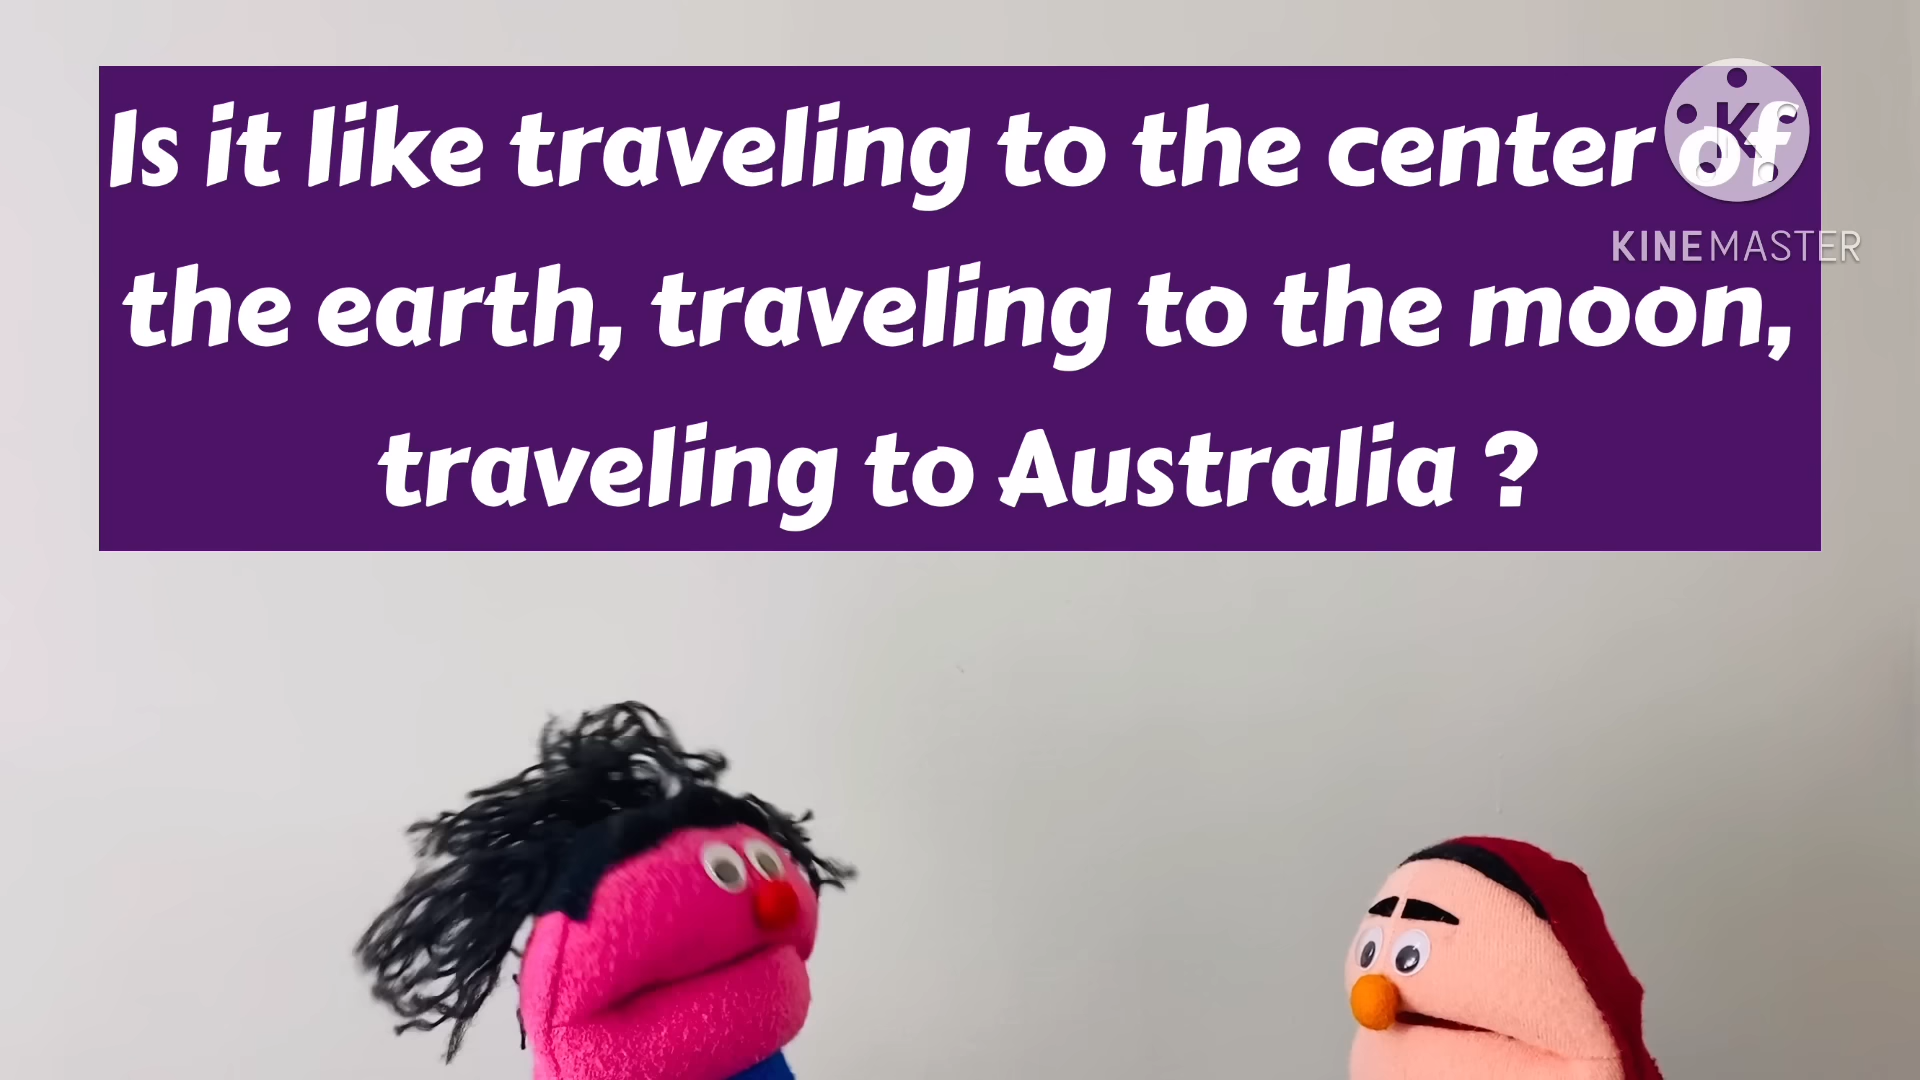 Is it like traveling to the center of
the earth, traveling to the moon,
traveling to Australia ?
K
KINEMASTER